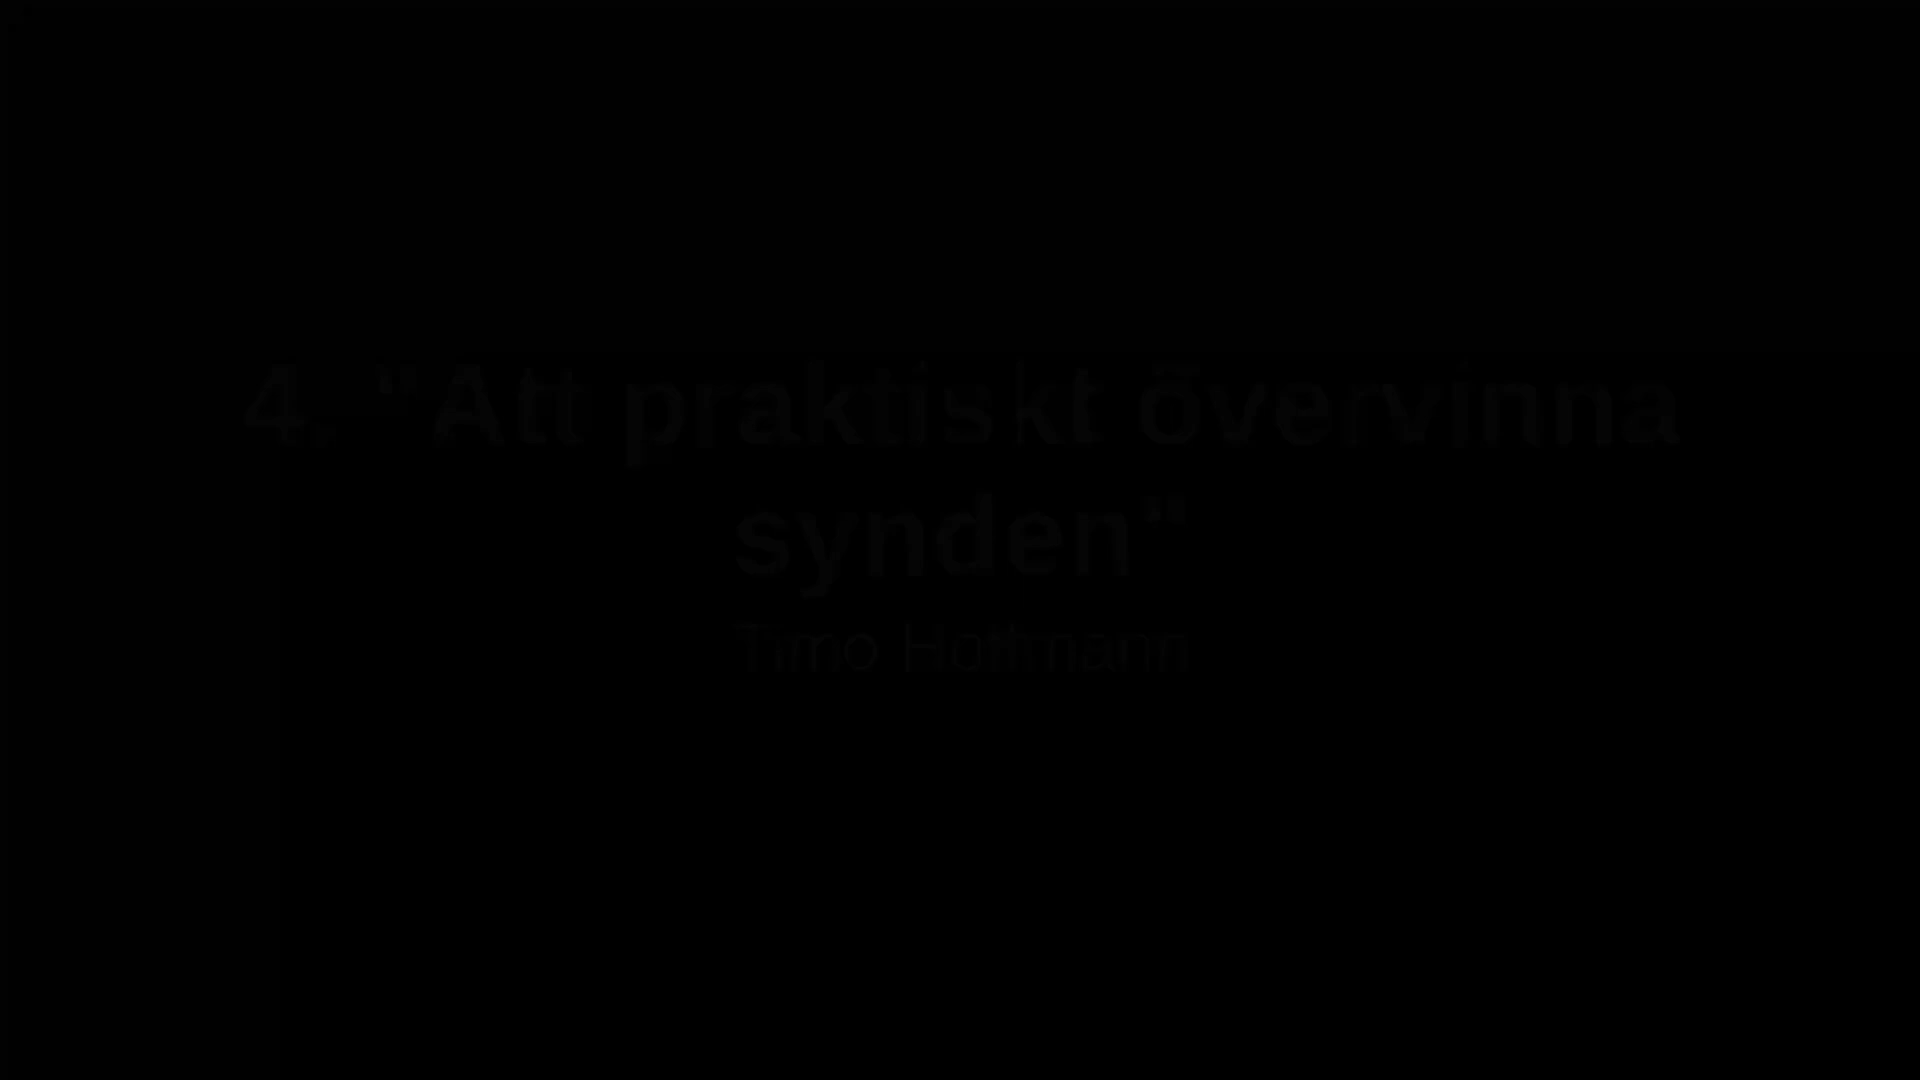 4. "Att praktiskt övervinna
synden"
Timo Hoffmann